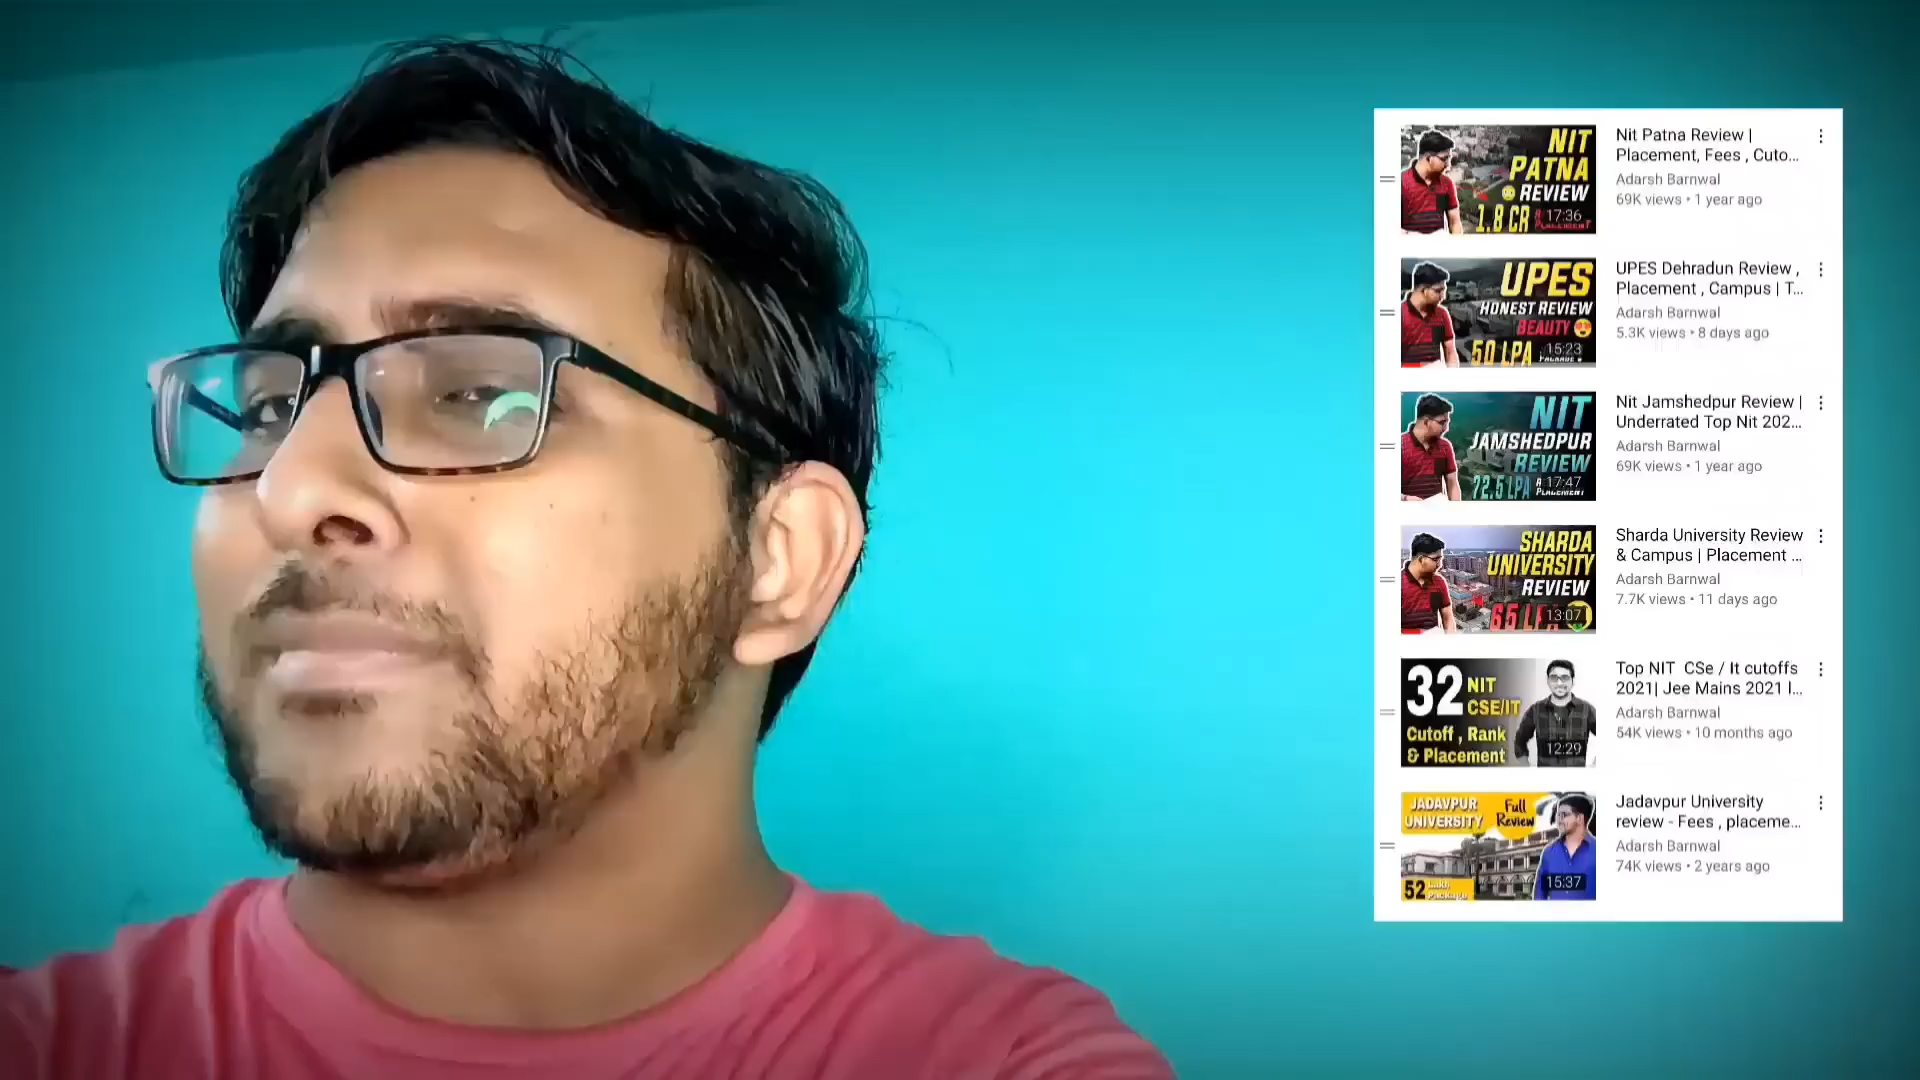 NIT
PATNA
REVIEW
1.8 CR
PLACEMENT
17:36
Nit Patna Review |
Placement, Fees , Cuto...
Adarsh Barnwal
69K views • 1 year ago
UPES
HONEST REVIEW
BEAUTY
50 LPA
15:23
UPES Dehradun Review ,
Placement , Campus | T...
Adarsh Barnwal
5.3K views • 8 days ago
NIT
JAMSHEDPUR
REVIEW
72.5 LPA
PLACEMENT
17:47
Nit Jamshedpur Review |
Underrated Top Nit 202...
Adarsh Barnwal
69K views • 1 year ago
SHARDA
UNIVERSITY
REVIEW
65
13:07
Sharda University Review
& Campus | Placement ...
Adarsh Barnwal
7.7K views • 11 days ago
32 NIT
CSE/IT
Cutoff , Rank
& Placement
12:29
Top NIT CSe / It cutoffs
2021| Jee Mains 2021 l...
Adarsh Barnwal
54K views • 10 months ago
JADAVPUR
UNIVERSITY
Full
Review
52 Lakh
Package
15:37
Jadavpur University
review - Fees , placeme...
Adarsh Barnwal
74K views • 2 years ago